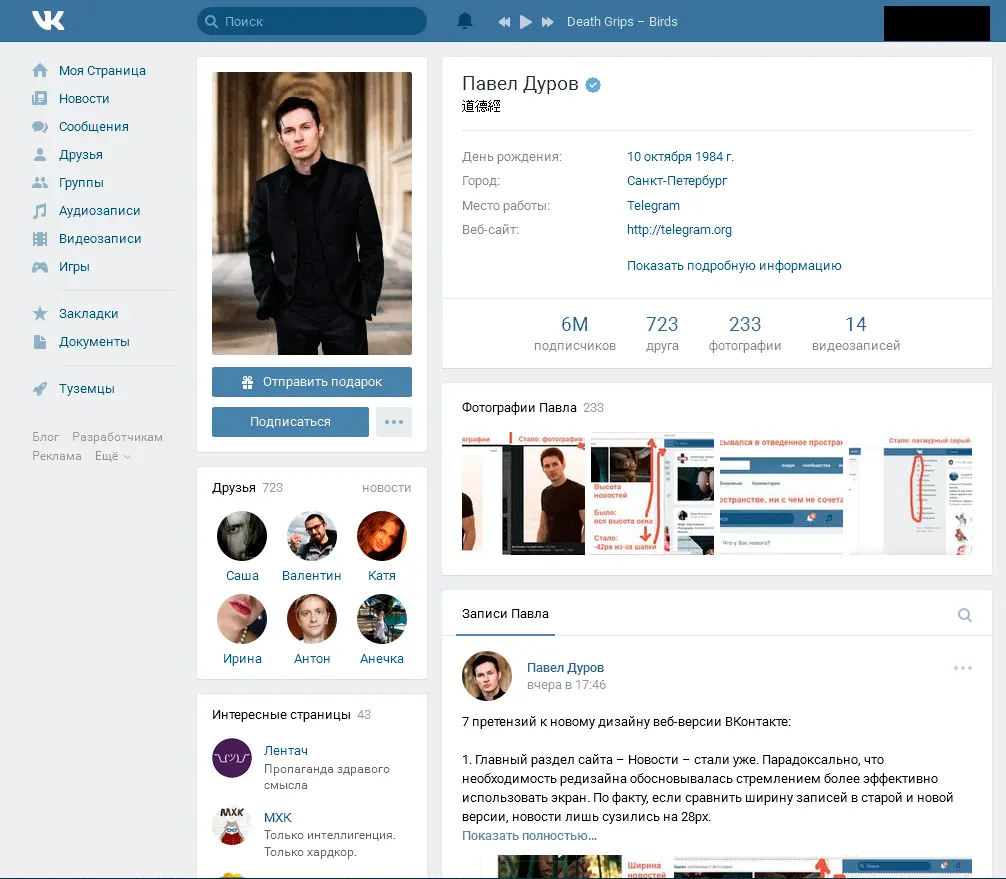 VK
Поиск
Death Grips – Birds
Моя Страница
Новости
Сообщения
Друзья
Группы
Аудиозаписи
Видеозаписи
Игры
Закладки
Документы
Туземцы
Блог Разработчикам
Реклама Ещё
Отправить подарок
Подписаться
Друзья 723 новости
Саша Валентин Катя
Ирина Антон Анечка
Интересные страницы 43
Лентач
Пропаганда здравого
смысла
МХК
МХК
Только интеллигенция.
Только хардкор.
Павел Дуров
道德經
День рождения: 10 октября 1984 г.
Город: Санкт-Петербург
Место работы: Telegram
Веб-сайт: http://telegram.org
Показать подробную информацию
6M 723 233 14
подписчиков друга фотографии видеозаписей
Фотографии Павла 233
Стало: фотография
Высота
новостей
Было:
вся высота окна
Стало:
-42px из-за шапки
сывался в отведенное простран
остранстве, ни с чем не сочета
Что у Вас нового?
Стало: пасмурный серый
Записи Павла
Павел Дуров
вчера в 17:46
7 претензий к новому дизайну веб-версии ВКонтакте:
1. Главный раздел сайта – Новости – стали уже. Парадоксально, что
необходимость редизайна обосновывалась стремлением более эффективно
использовать экран. По факту, если сравнить ширину записей в старой и новой
версии, новости лишь сузились на 28px.
Показать полностью...
Ширина
новостей